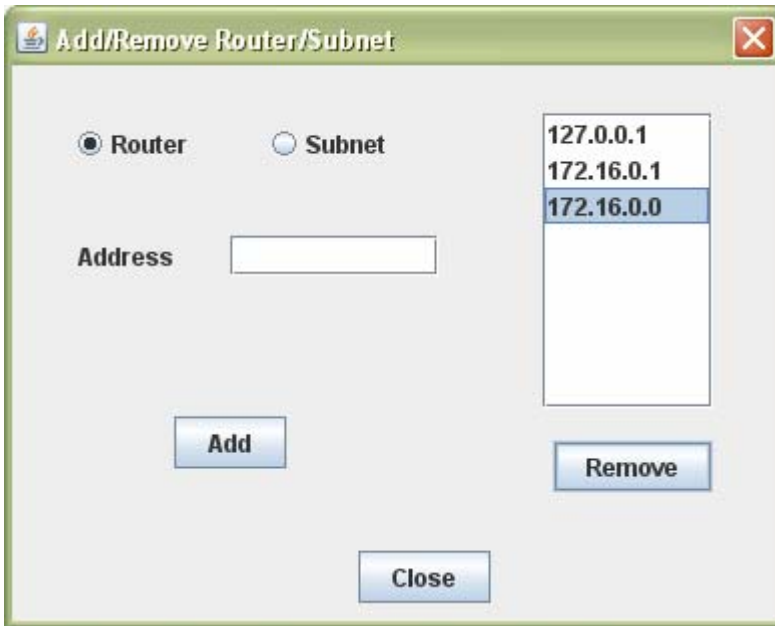 Add/Remove Router/Subnet
Router Subnet
Address
Add
127.0.0.1
172.16.0.1
172.16.0.0
Remove
Close